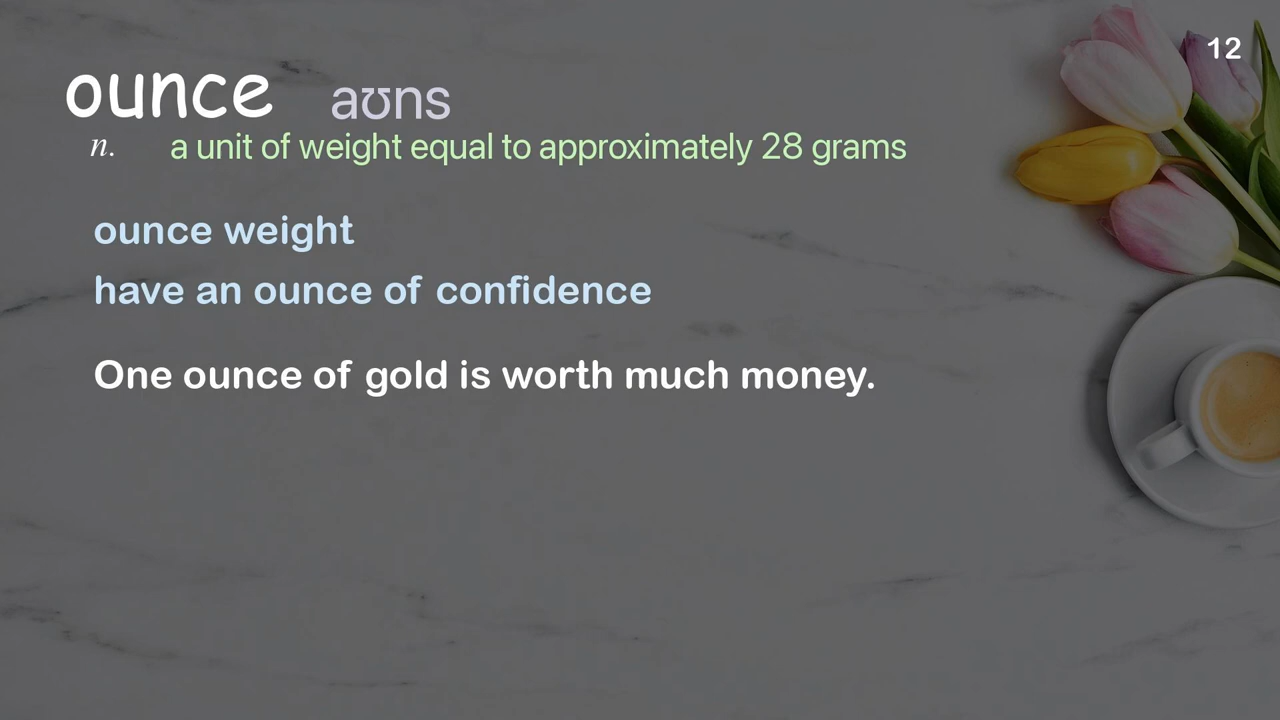 12
ounce aʊns
n. a unit of weight equal to approximately 28 grams
ounce weight
have an ounce of confidence
One ounce of gold is worth much money.